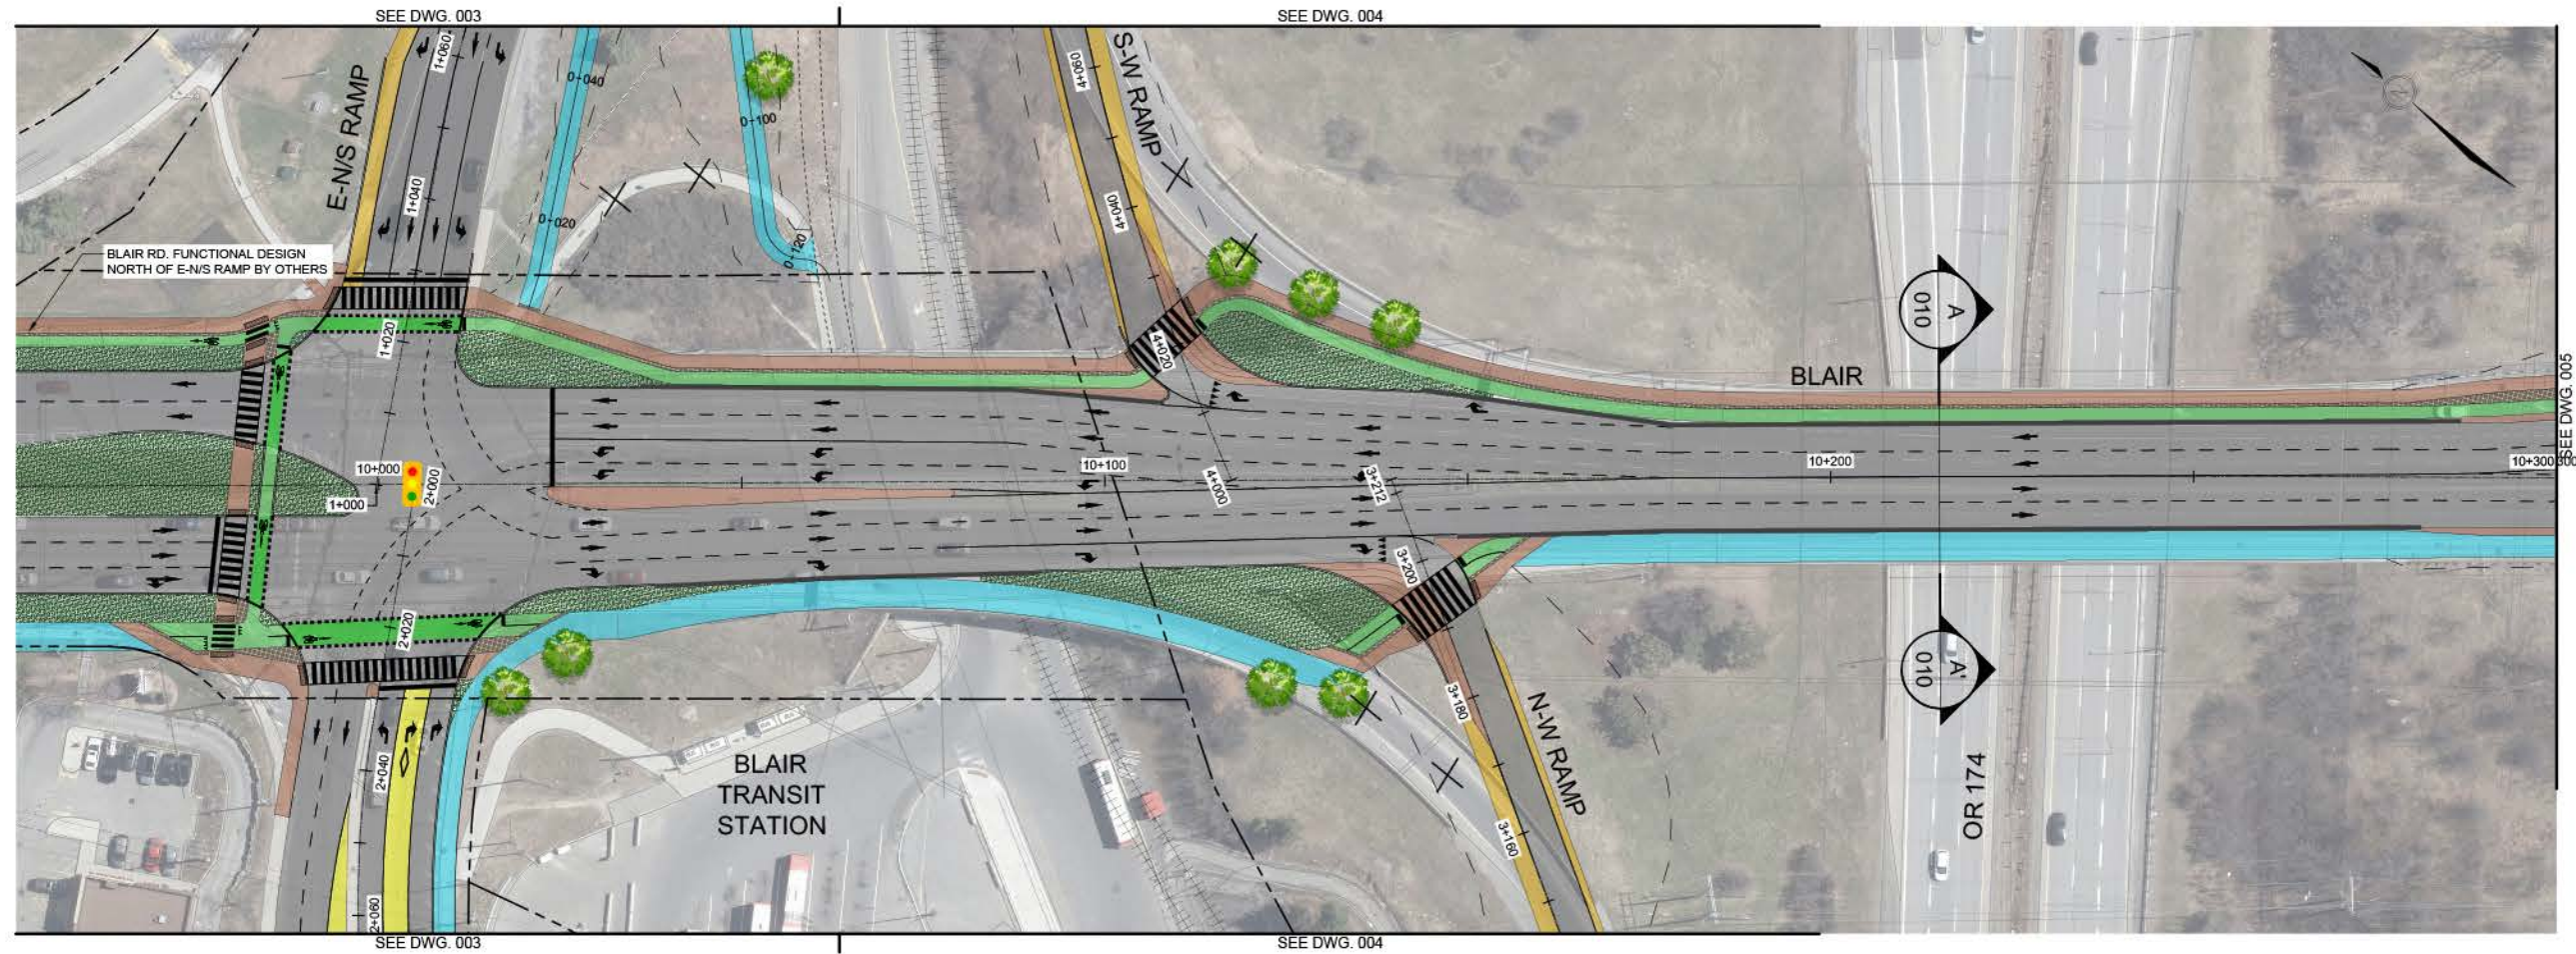 SEE DWG. 003
SEE DWG. 004
1+060
E-N/S RAMP
0-040
0-100
4+060
S-W RAMP
1+040
0-020
0-120
4+040
BLAIR RD. FUNCTIONAL DESIGN
NORTH OF E-N/S RAMP BY OTHERS
1+020
4+020
A
010
BLAIR
SEE DWG. 005
10+000
2+000
1+000
10+100
4+000
3+212
10+200
10+300
3+200
2+020
A'
010
3+180
N-W RAMP
2+040
BLAIR
TRANSIT
STATION
OR 174
3+160
2+060
SEE DWG. 003
SEE DWG. 004